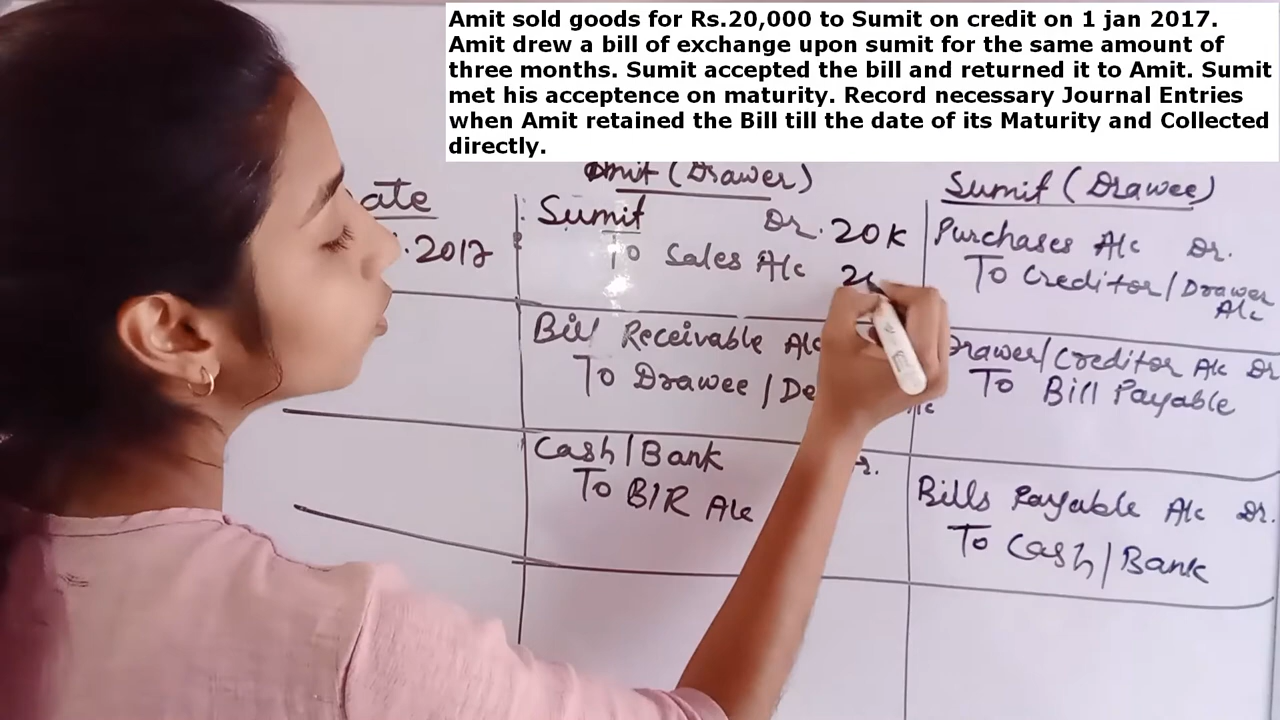 Amit sold goods for Rs.20,000 to Sumit on credit on 1 jan 2017.
Amit drew a bill of exchange upon sumit for the same amount of
three months. Sumit accepted the bill and returned it to Amit. Sumit
met his acceptence on maturity. Record necessary Journal Entries
when Amit retained the Bill till the date of its Maturity and Collected
directly.
ate
.2017
Amit (Drawer)
Sumit Dr. 20K
To Sales A/c 20
Bill Receivable A/c
To Drawee / De
A/c
Cash / Bank r.
To B/R A/c
Sumit (Drawee)
Purchases A/c Dr.
To Creditor / Drawer
A/c
Drawer/Creditor A/c Dr
To Bill Payable
Bills Payable A/c Dr.
To Cash / Bank